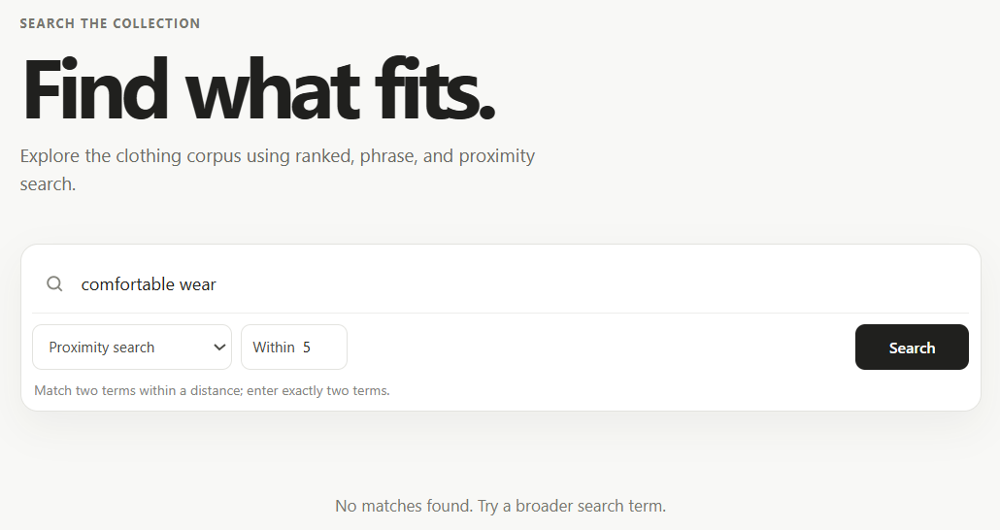 SEARCH THE COLLECTION
Find what fits.
Explore the clothing corpus using ranked, phrase, and proximity
search.
comfortable wear
Proximity search
Within 5
Search
Match two terms within a distance; enter exactly two terms.
No matches found. Try a broader search term.